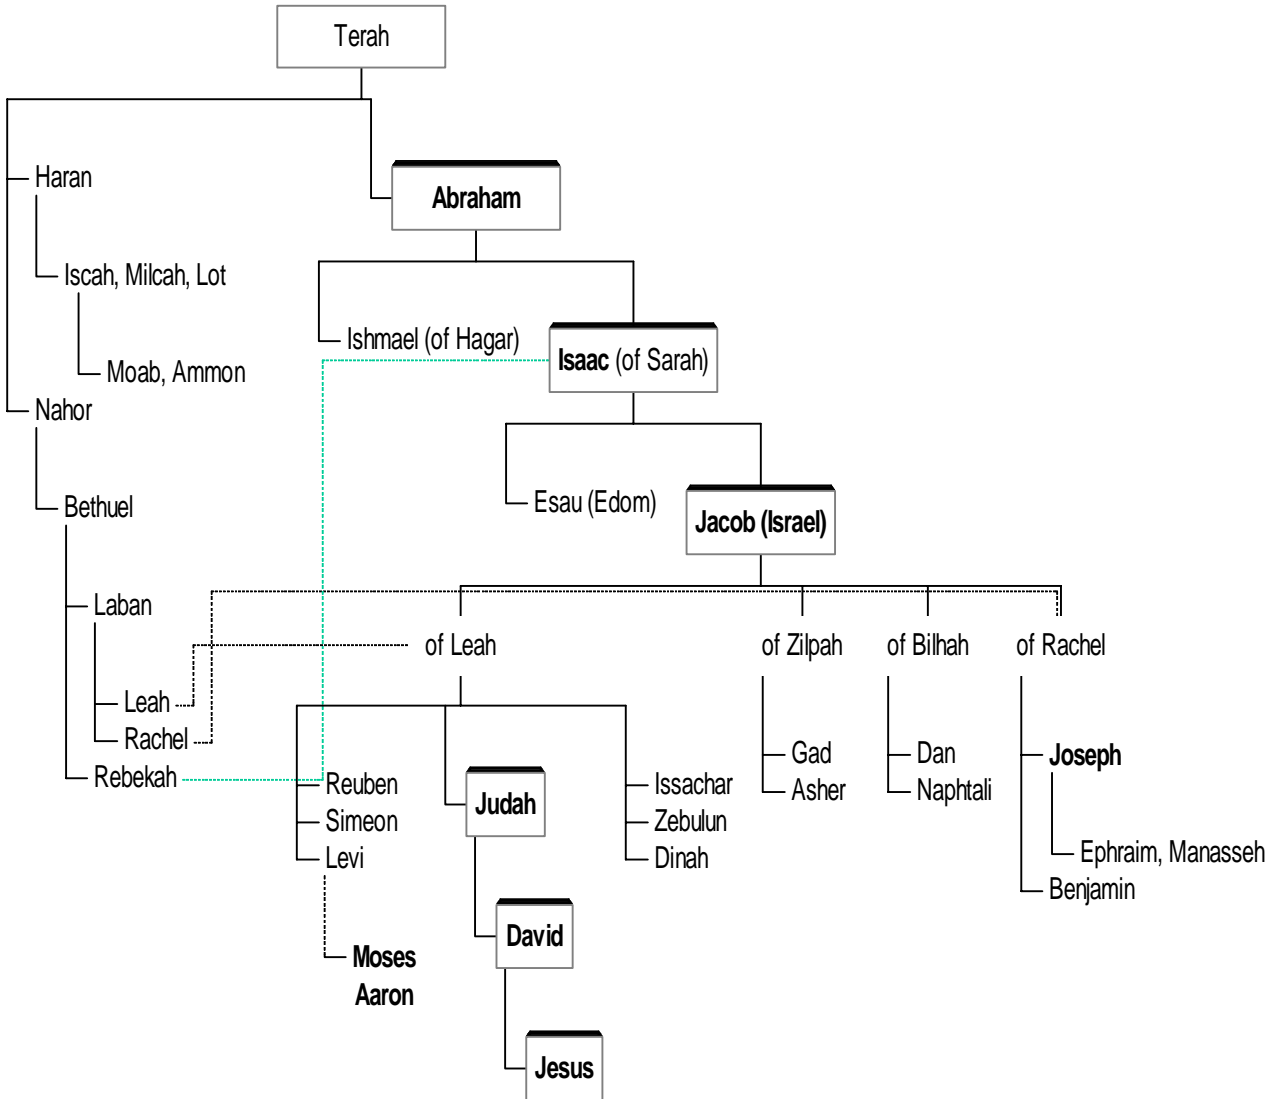 Terah
Haran
Abraham
Iscah, Milcah, Lot
Ishmael (of Hagar)
Isaac (of Sarah)
Moab, Ammon
Nahor
Esau (Edom)
Bethuel
Jacob (Israel)
Laban
of Leah
of Zilpah
of Bilhah
of Rachel
Leah
Rachel
Rebekah
Reuben
Simeon
Levi
Moses
Aaron
Judah
David
Jesus
Issachar
Zebulun
Dinah
Gad
Asher
Dan
Naphtali
Joseph
Ephraim, Manasseh
Benjamin